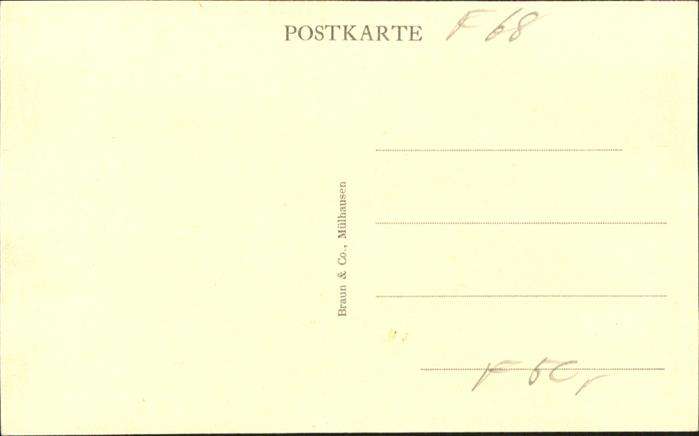 POSTKARTE F 68
Braun & Co., Mülhausen